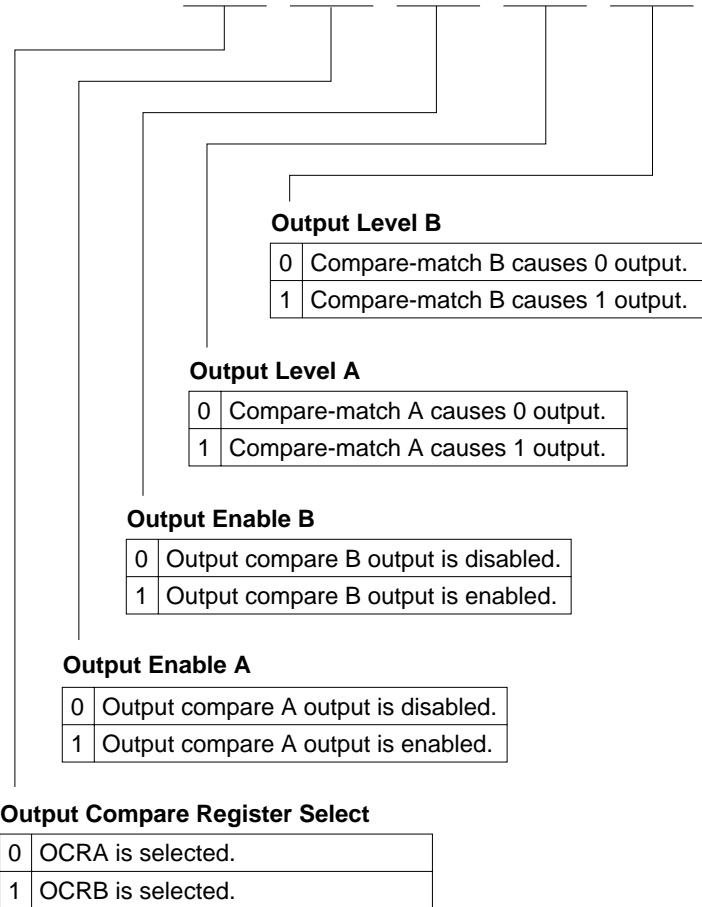 Output Level B
0 Compare-match B causes 0 output.
1 Compare-match B causes 1 output.
Output Level A
0 Compare-match A causes 0 output.
1 Compare-match A causes 1 output.
Output Enable B
0 Output compare B output is disabled.
1 Output compare B output is enabled.
Output Enable A
0 Output compare A output is disabled.
1 Output compare A output is enabled.
Output Compare Register Select
0 OCRA is selected.
1 OCRB is selected.